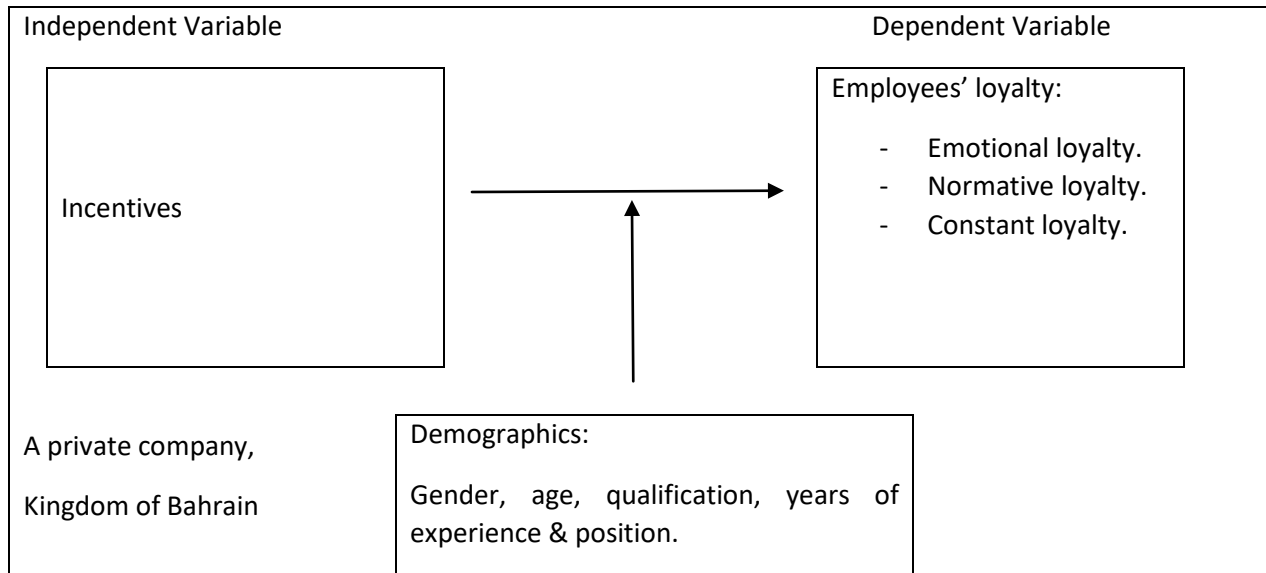 Independent Variable
Dependent Variable
Incentives
Employees’ loyalty:
- Emotional loyalty.
- Normative loyalty.
- Constant loyalty.
A private company,
Kingdom of Bahrain
Demographics:
Gender, age, qualification, years of
experience & position.